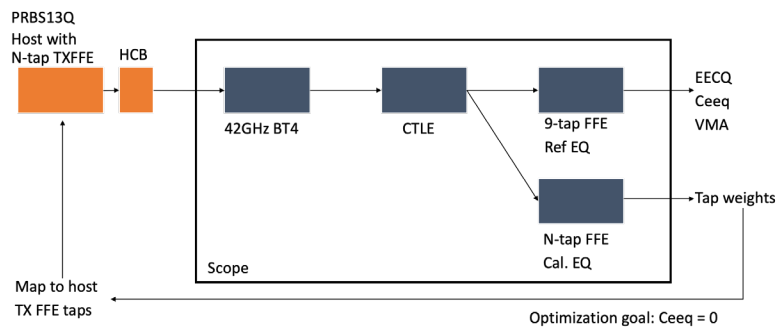 PRBS13Q
Host with
N-tap TXFFE
HCB
42GHz BT4
CTLE
9-tap FFE
Ref EQ
EECQ
Ceeq
VMA
N-tap FFE
Cal. EQ
Tap weights
Scope
Map to host
TX FFE taps
Optimization goal: Ceeq = 0